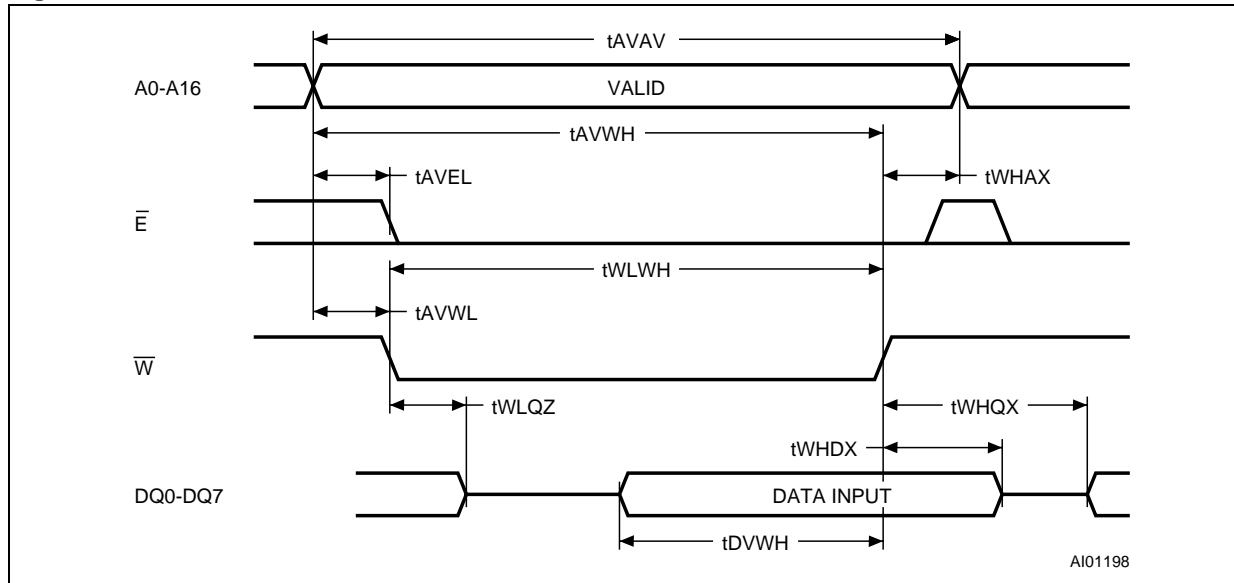 tAVAV
A0-A16
VALID
tAVWH
tAVEL
tWHAX
E̅
tWLWH
tAVWL
W̅
tWLQZ
tWHQX
tWHDX
DQ0-DQ7
DATA INPUT
tDVWH
AI01198